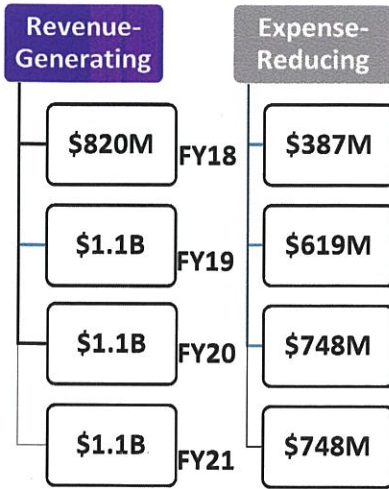 Revenue-
Generating
Expense-
Reducing
$820M FY18 $387M
$1.1B FY19 $619M
$1.1B FY20 $748M
$1.1B FY21 $748M